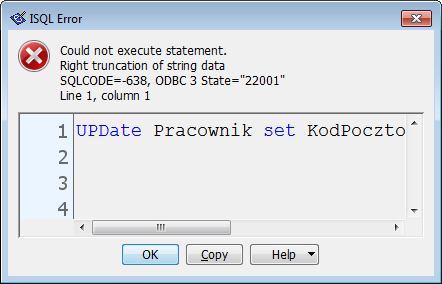 ISQL Error
Could not execute statement.
Right truncation of string data
SQLCODE=-638, ODBC 3 State="22001"
Line 1, column 1
1 UPDate Pracownik set KodPoczto
2
3
4
OK Copy Help